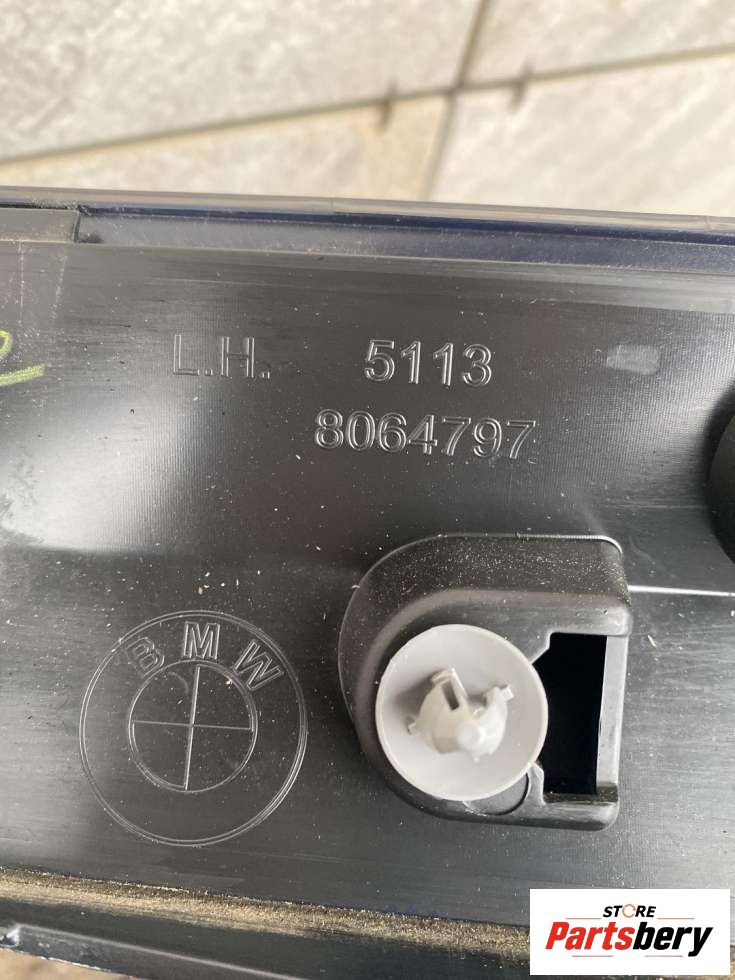 L.H. 5113
8064797
BMW
STORE
Partsbery